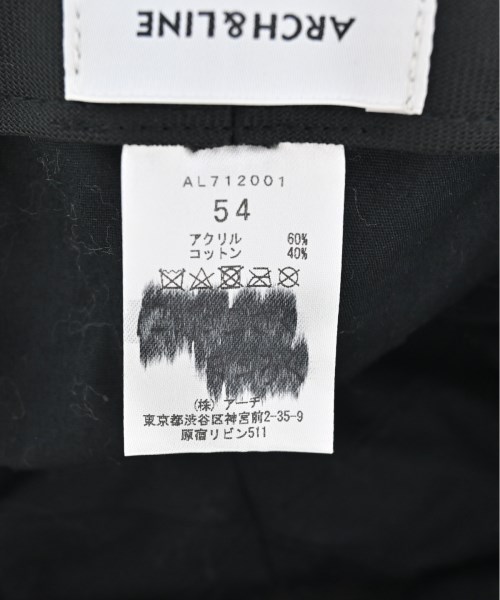 ARCH&LINE
AL712001
54
アクリル 60%
コットン 40%
(株) アーチ
東京都渋谷区神宮前2-35-9
原宿リビン511